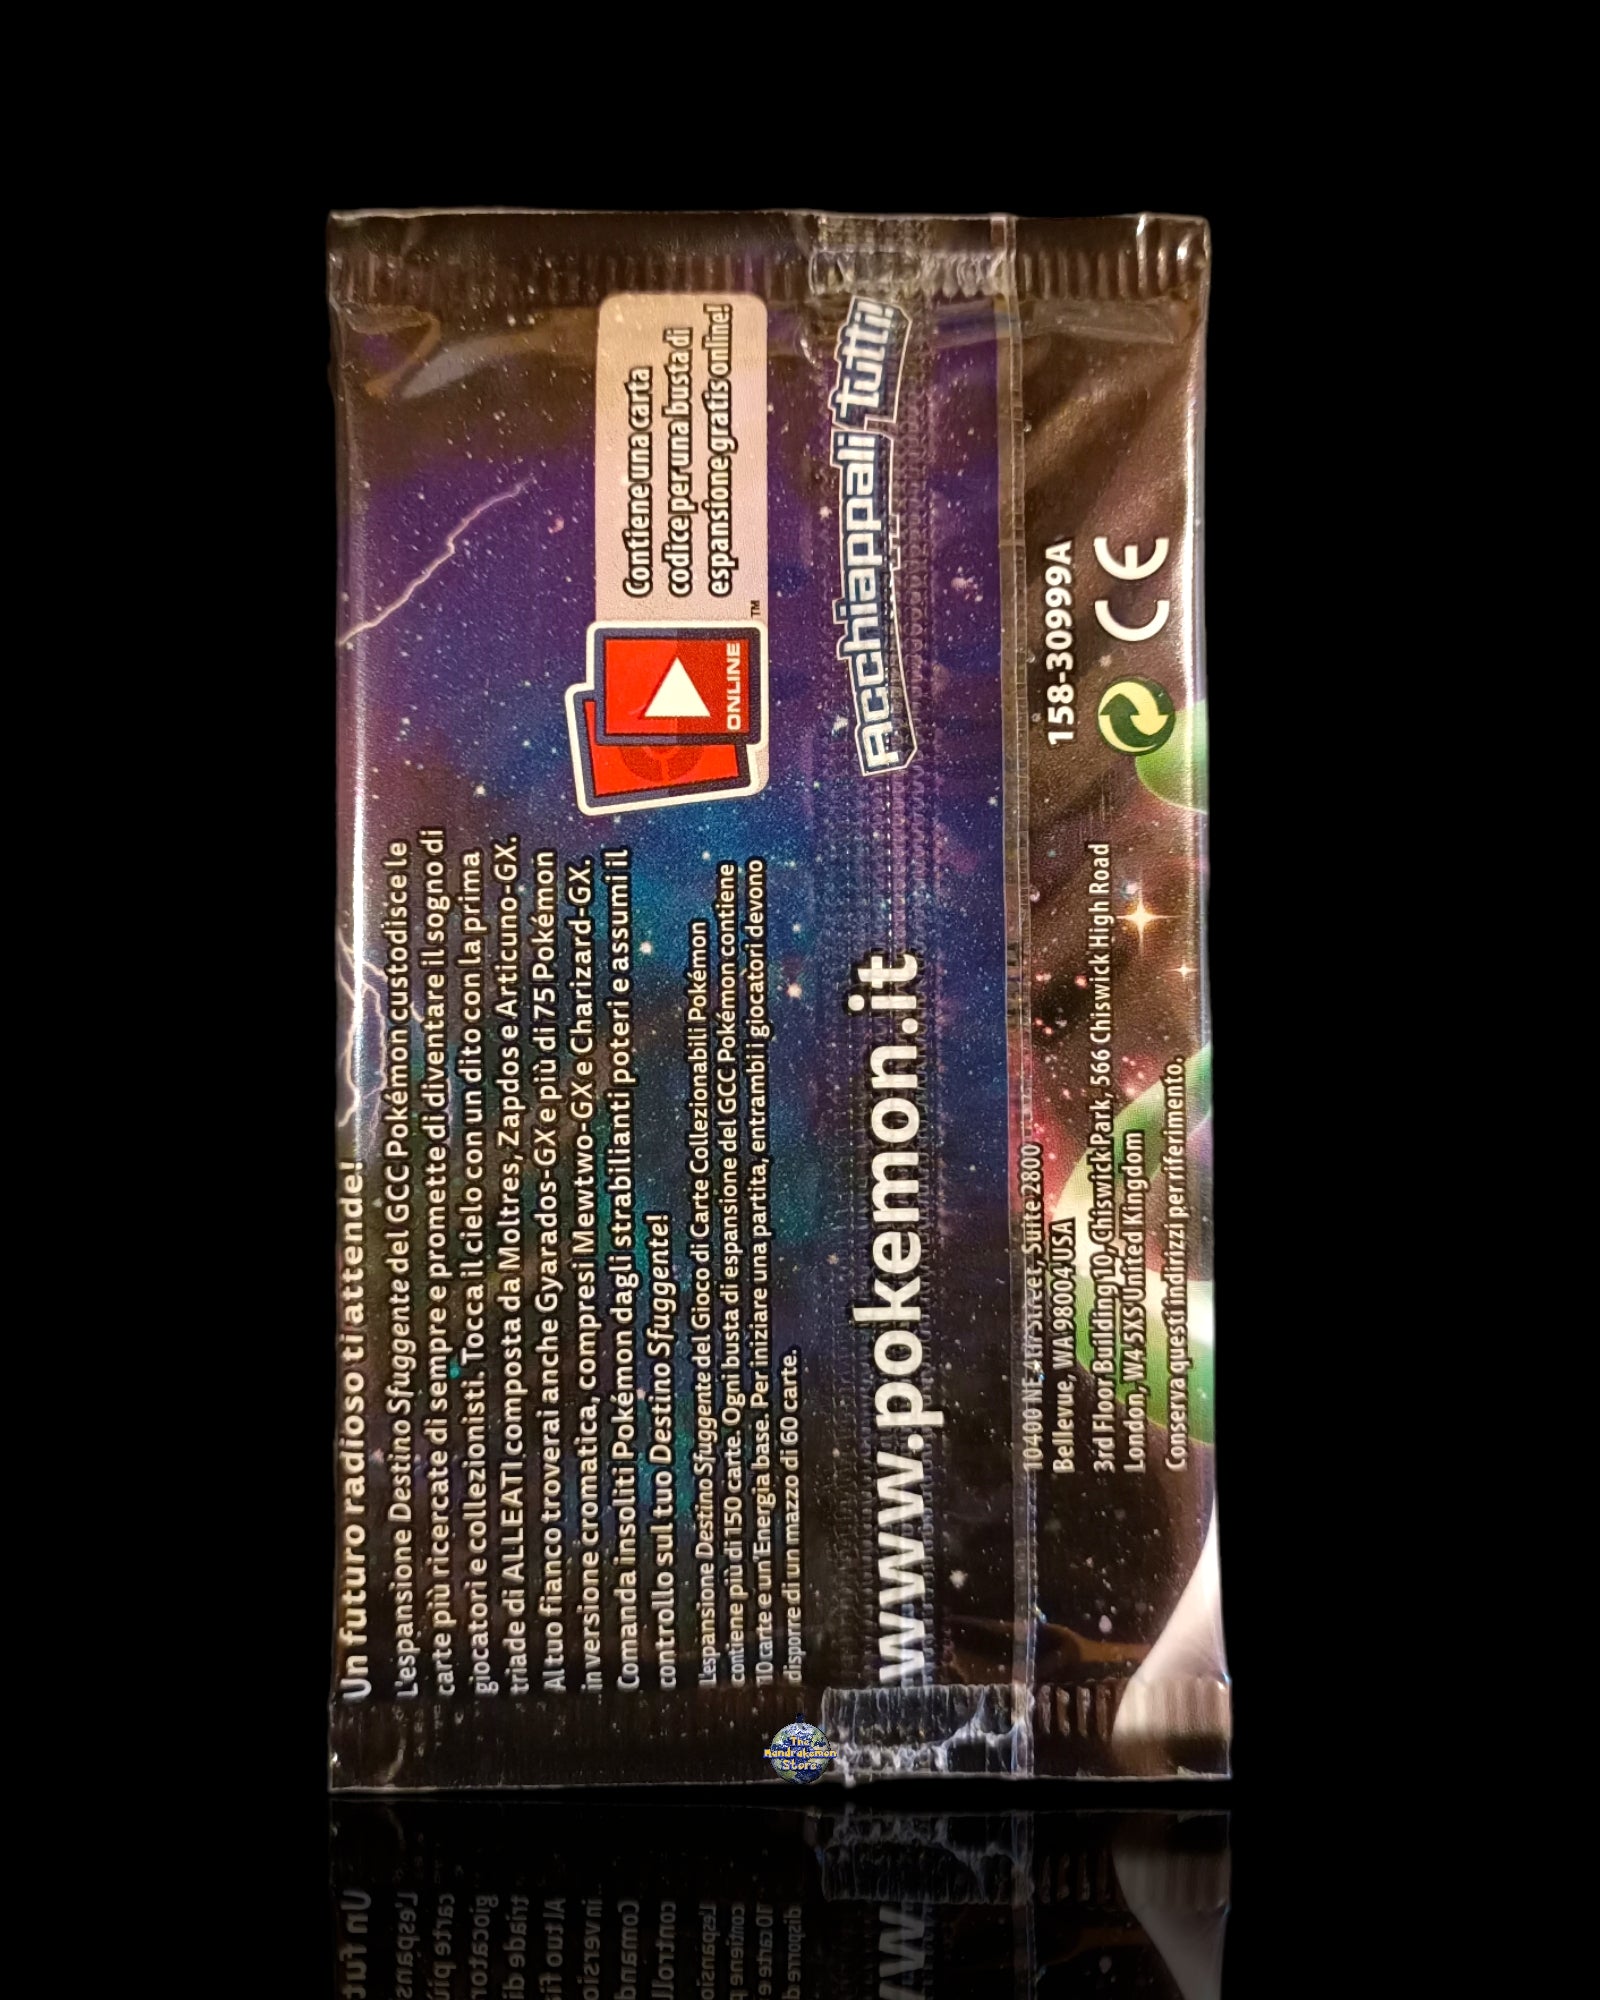 Un futuro radioso ti attende!
L'espansione Destino Sfuggente del GCC Pokémon custodisce le
carte più ricercate di sempre e promette di diventare il sogno di
giocatori e collezionisti. Tocca il cielo con un dito con la prima
triade di ALLEATI composta da Moltres, Zapdos e Articuno-GX.
Al tuo fianco troverai anche Gyarados-GX e più di 75 Pokémon
in versione cromatica, compresi Mewtwo-GX e Charizard-GX.
Comanda insoliti Pokémon dagli strabilianti poteri e assumi il
controllo sul tuo Destino Sfuggente!
L'espansione Destino Sfuggente del Gioco di Carte Collezionabili Pokémon
contiene più di 150 carte. Ogni busta di espansione del GCC Pokémon contiene
10 carte e un'Energia base. Per iniziare una partita, entrambi i giocatori devono
disporre di un mazzo di 60 carte.
ONLINE
TM
Contiene una carta
codice per una busta di
espansione gratis online!
www.pokemon.it
Acchiappali tutti!
10400 NE 4th Street, Suite 2800
Bellevue, WA 98004 USA
3rd Floor Building 10, Chiswick Park, 566 Chiswick High Road
London, W4 5XS United Kingdom
Conserva questi indirizzi per riferimento.
158-30999A
CE
The
Mandrakemon
Store